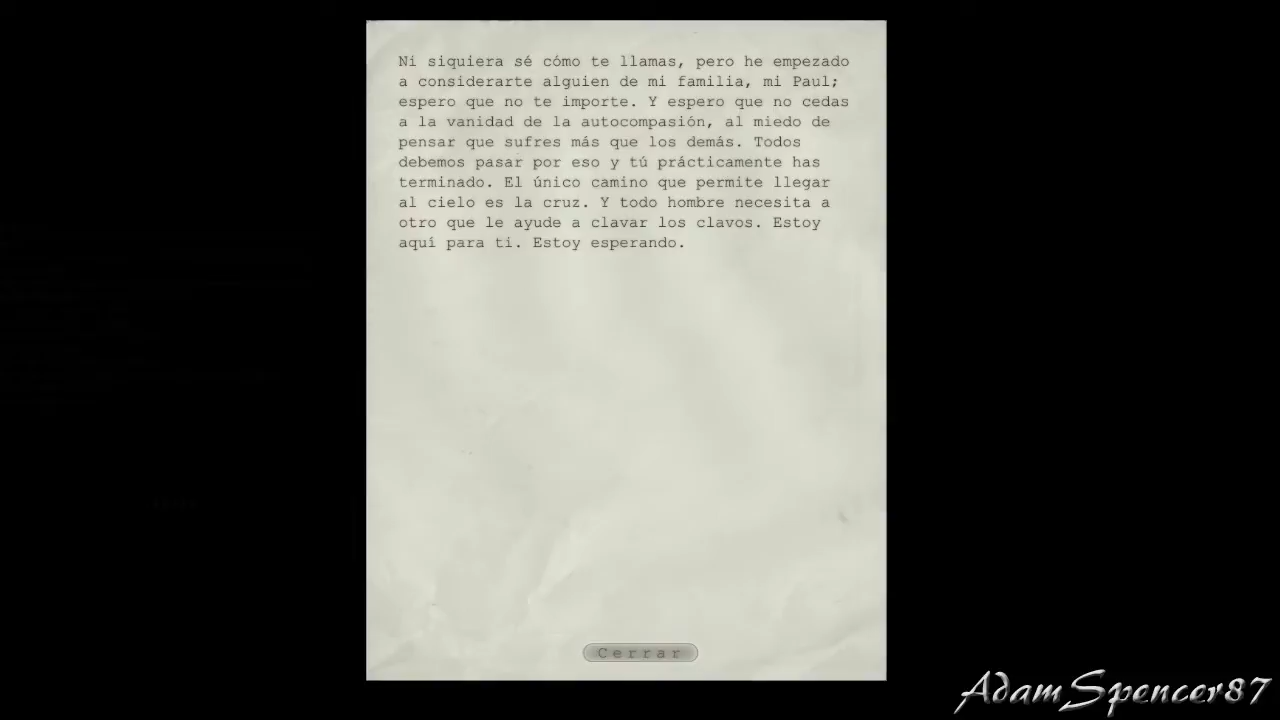 Ni siquiera sé cómo te llamas, pero he empezado
a considerarte alguien de mi familia, mi Paul;
espero que no te importe. Y espero que no cedas
a la vanidad de la autocompasión, al miedo de
pensar que sufres más que los demás. Todos
debemos pasar por eso y tú prácticamente has
terminado. El único camino que permite llegar
al cielo es la cruz. Y todo hombre necesita a
otro que le ayude a clavar los clavos. Estoy
aquí para ti. Estoy esperando.
Cerrar
AdamSpencer87